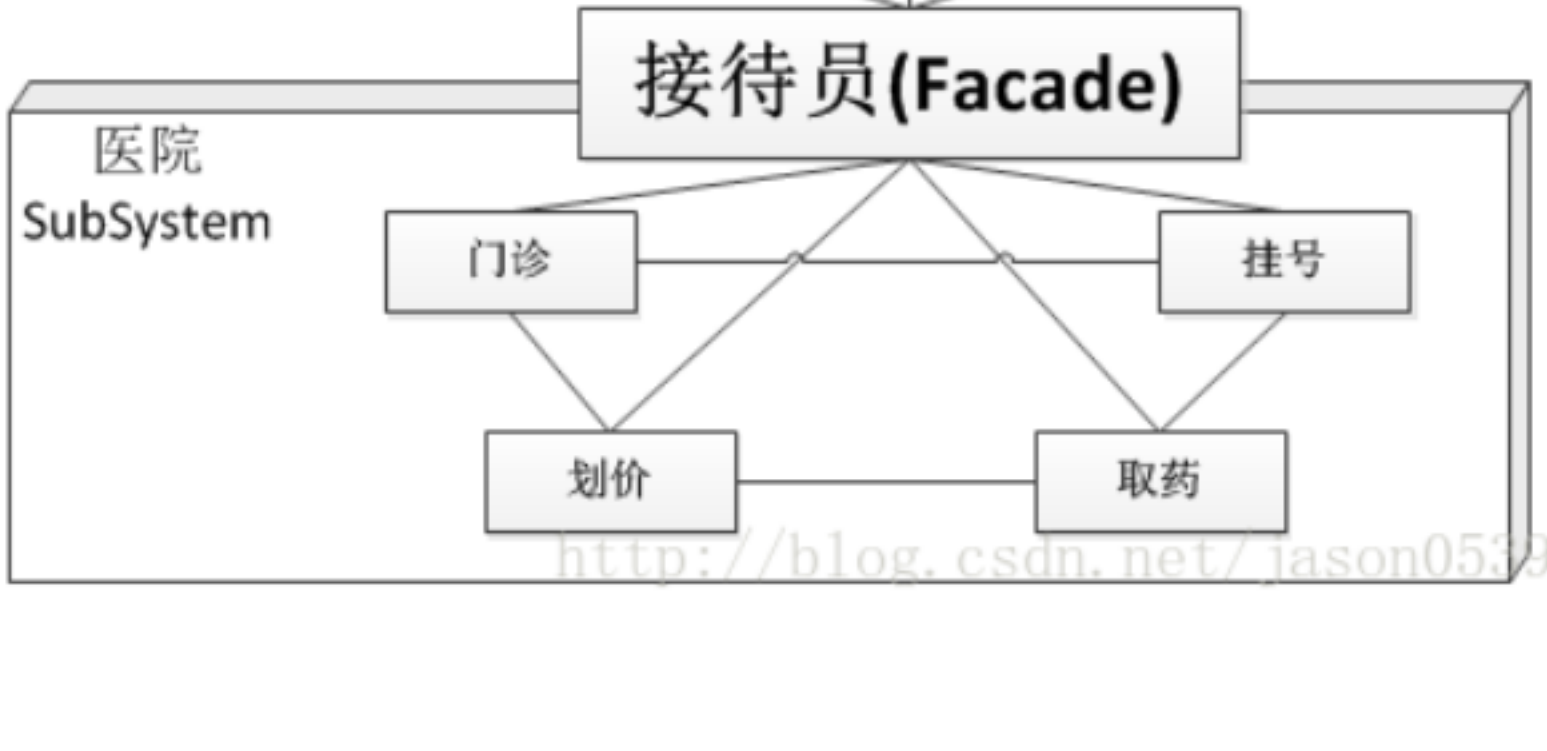 接待员(Facade)
医院
SubSystem
门诊
挂号
划价
取药
http://blog.csdn.net/jason0539